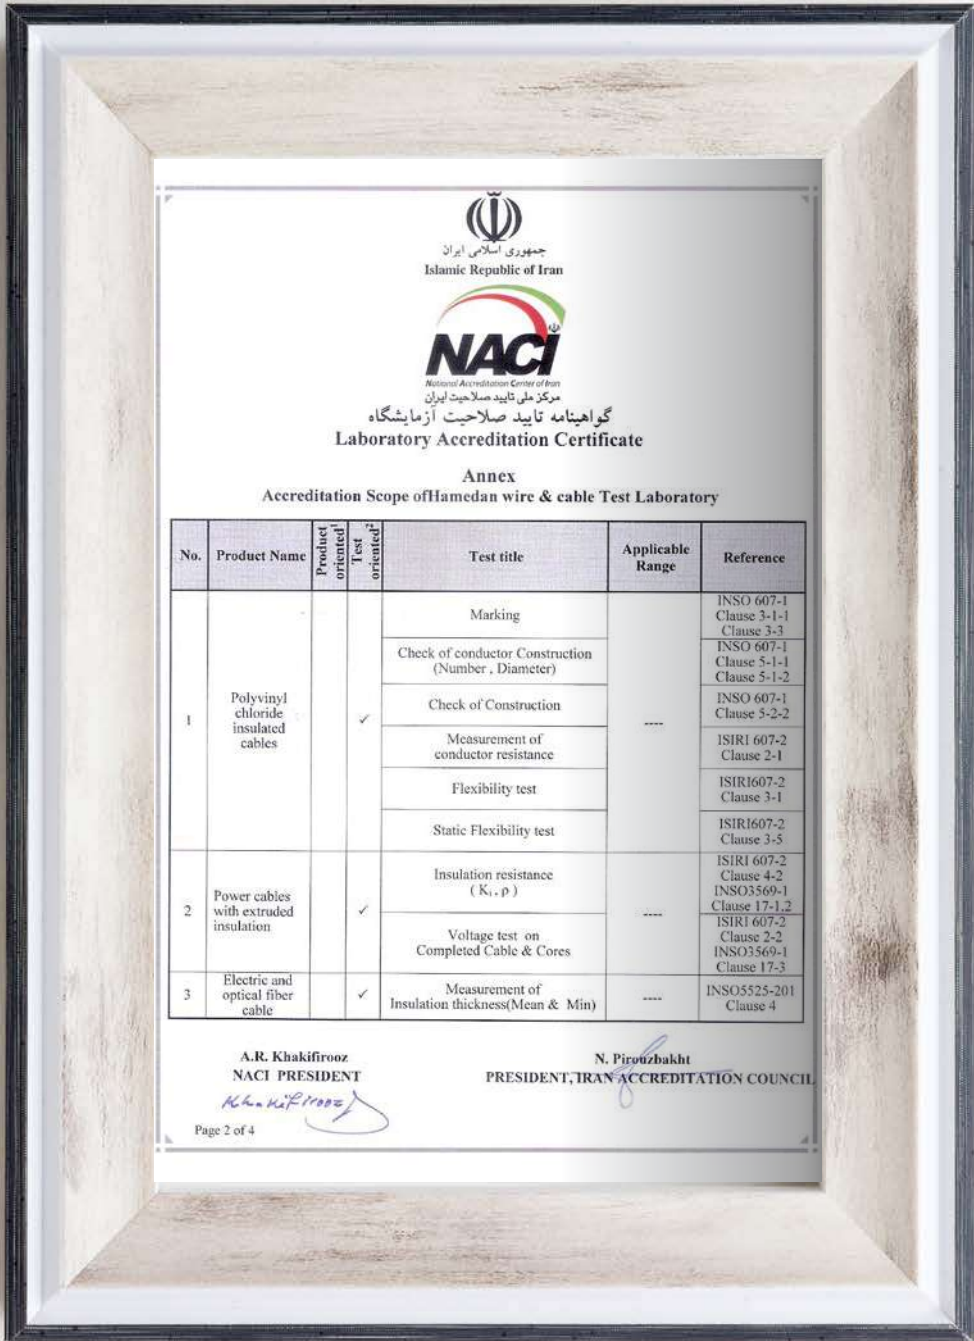 جمهوری اسلامی ایران
Islamic Republic of Iran
NACI
National Accreditation Center of Iran
مرکز ملی تایید صلاحیت ایران
گواهینامه تایید صلاحیت آزمایشگاه
Laboratory Accreditation Certificate
Annex
Accreditation Scope ofHamedan wire & cable Test Laboratory
No.
Product Name
Product
oriented1
Test
oriented2
Test title
Applicable
Range
Reference
1
Polyvinyl
chloride
insulated
cables
✓
Marking
----
INSO 607-1
Clause 3-1-1
Clause 3-3
Check of conductor Construction
(Number , Diameter)
INSO 607-1
Clause 5-1-1
Clause 5-1-2
Check of Construction
INSO 607-1
Clause 5-2-2
Measurement of
conductor resistance
ISIRI 607-2
Clause 2-1
Flexibility test
ISIRI607-2
Clause 3-1
Static Flexibility test
ISIRI607-2
Clause 3-5
2
Power cables
with extruded
insulation
✓
Insulation resistance
( Ki , ρ )
----
ISIRI 607-2
Clause 4-2
INSO3569-1
Clause 17-1,2
Voltage test on
Completed Cable & Cores
ISIRI 607-2
Clause 2-2
INSO3569-1
Clause 17-3
3
Electric and
optical fiber
cable
✓
Measurement of
Insulation thickness(Mean & Min)
----
INSO5525-201
Clause 4
A.R. Khakifirooz
NACI PRESIDENT
Khakifirooz
N. Pirouzbakht
PRESIDENT, IRAN ACCREDITATION COUNCIL
Page 2 of 4